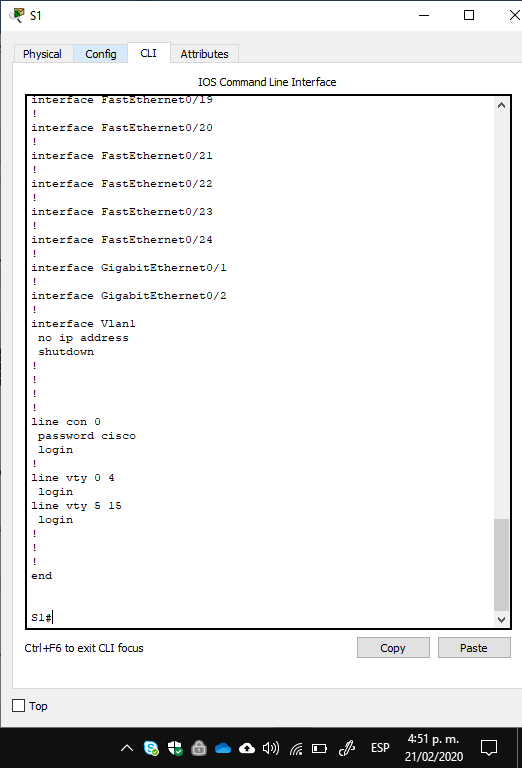 S1
Physical Config CLI Attributes
IOS Command Line Interface
interface FastEthernet0/19
!
interface FastEthernet0/20
!
interface FastEthernet0/21
!
interface FastEthernet0/22
!
interface FastEthernet0/23
!
interface FastEthernet0/24
!
interface GigabitEthernet0/1
!
interface GigabitEthernet0/2
!
interface Vlan1
 no ip address
 shutdown
!
!
!
!
line con 0
 password cisco
 login
!
line vty 0 4
 login
line vty 5 15
 login
!
!
!
end
S1#
Ctrl+F6 to exit CLI focus
Copy
Paste
Top
ESP
4:51 p. m.
21/02/2020